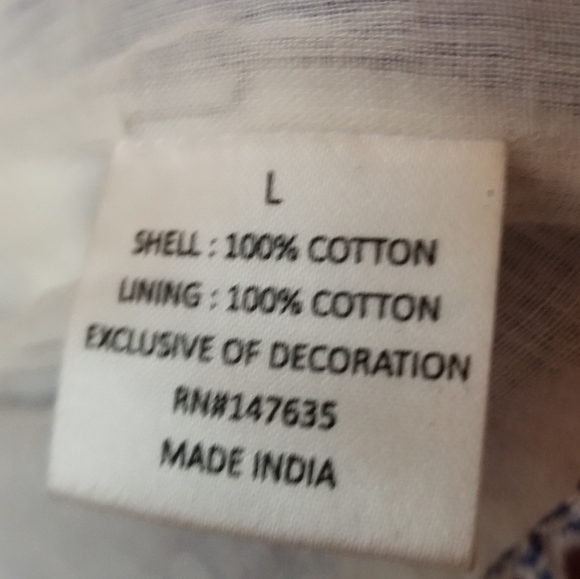 L
SHELL : 100% COTTON
LINING : 100% COTTON
EXCLUSIVE OF DECORATION
RN#147635
MADE INDIA